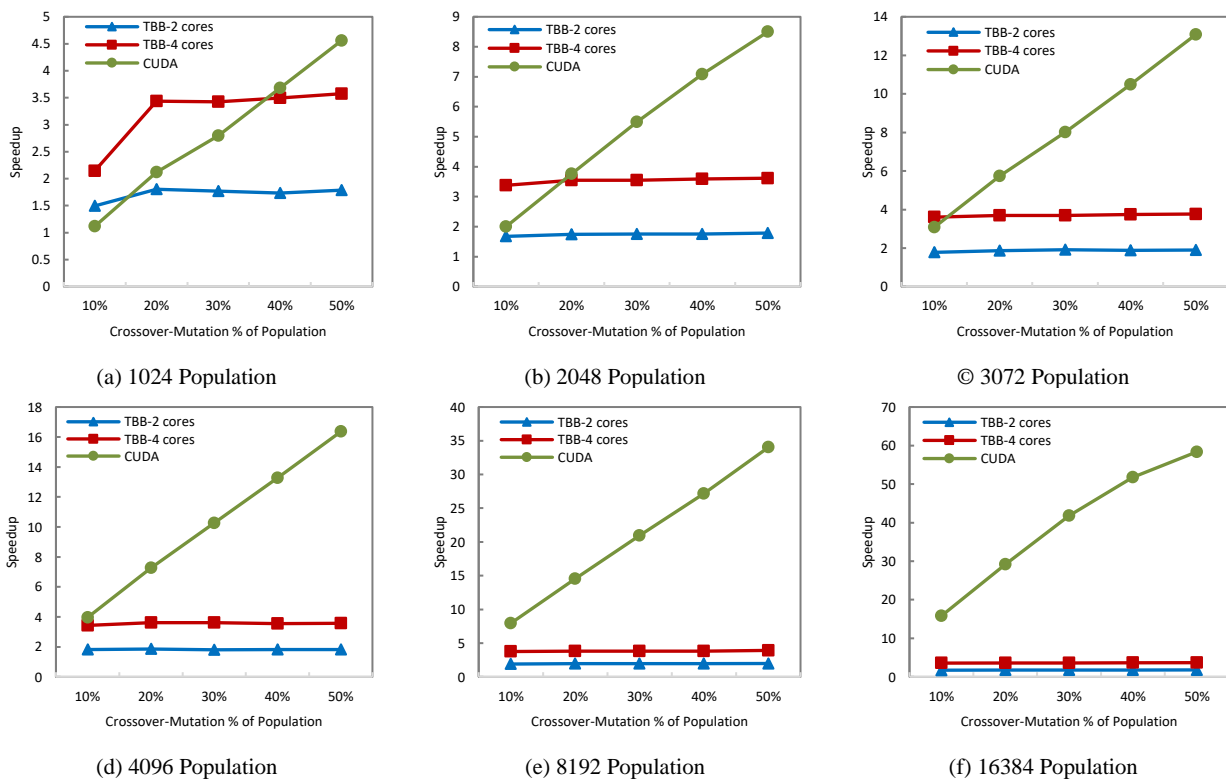 5
4.5
4
3.5
3
2.5
2
1.5
1
0.5
0
Speedup
TBB-2 cores
TBB-4 cores
CUDA
10% 20% 30% 40% 50%
Crossover-Mutation % of Population
(a) 1024 Population
9
8
7
6
5
4
3
2
1
0
Speedup
TBB-2 cores
TBB-4 cores
CUDA
10% 20% 30% 40% 50%
Crossover-Mutation % of Population
(b) 2048 Population
14
12
10
8
6
4
2
0
Speedup
TBB-2 cores
TBB-4 cores
CUDA
10% 20% 30% 40% 50%
Crossover-Mutation % of Population
© 3072 Population
18
16
14
12
10
8
6
4
2
0
Speedup
TBB-2 cores
TBB-4 cores
CUDA
10% 20% 30% 40% 50%
Crossover-Mutation % of Population
(d) 4096 Population
40
35
30
25
20
15
10
5
0
Speedup
TBB-2 cores
TBB-4 cores
CUDA
10% 20% 30% 40% 50%
Crossover-Mutation % of Population
(e) 8192 Population
70
60
50
40
30
20
10
0
Speedup
TBB-2 cores
TBB-4 cores
CUDA
10% 20% 30% 40% 50%
Crossover-Mutation % of Population
(f) 16384 Population